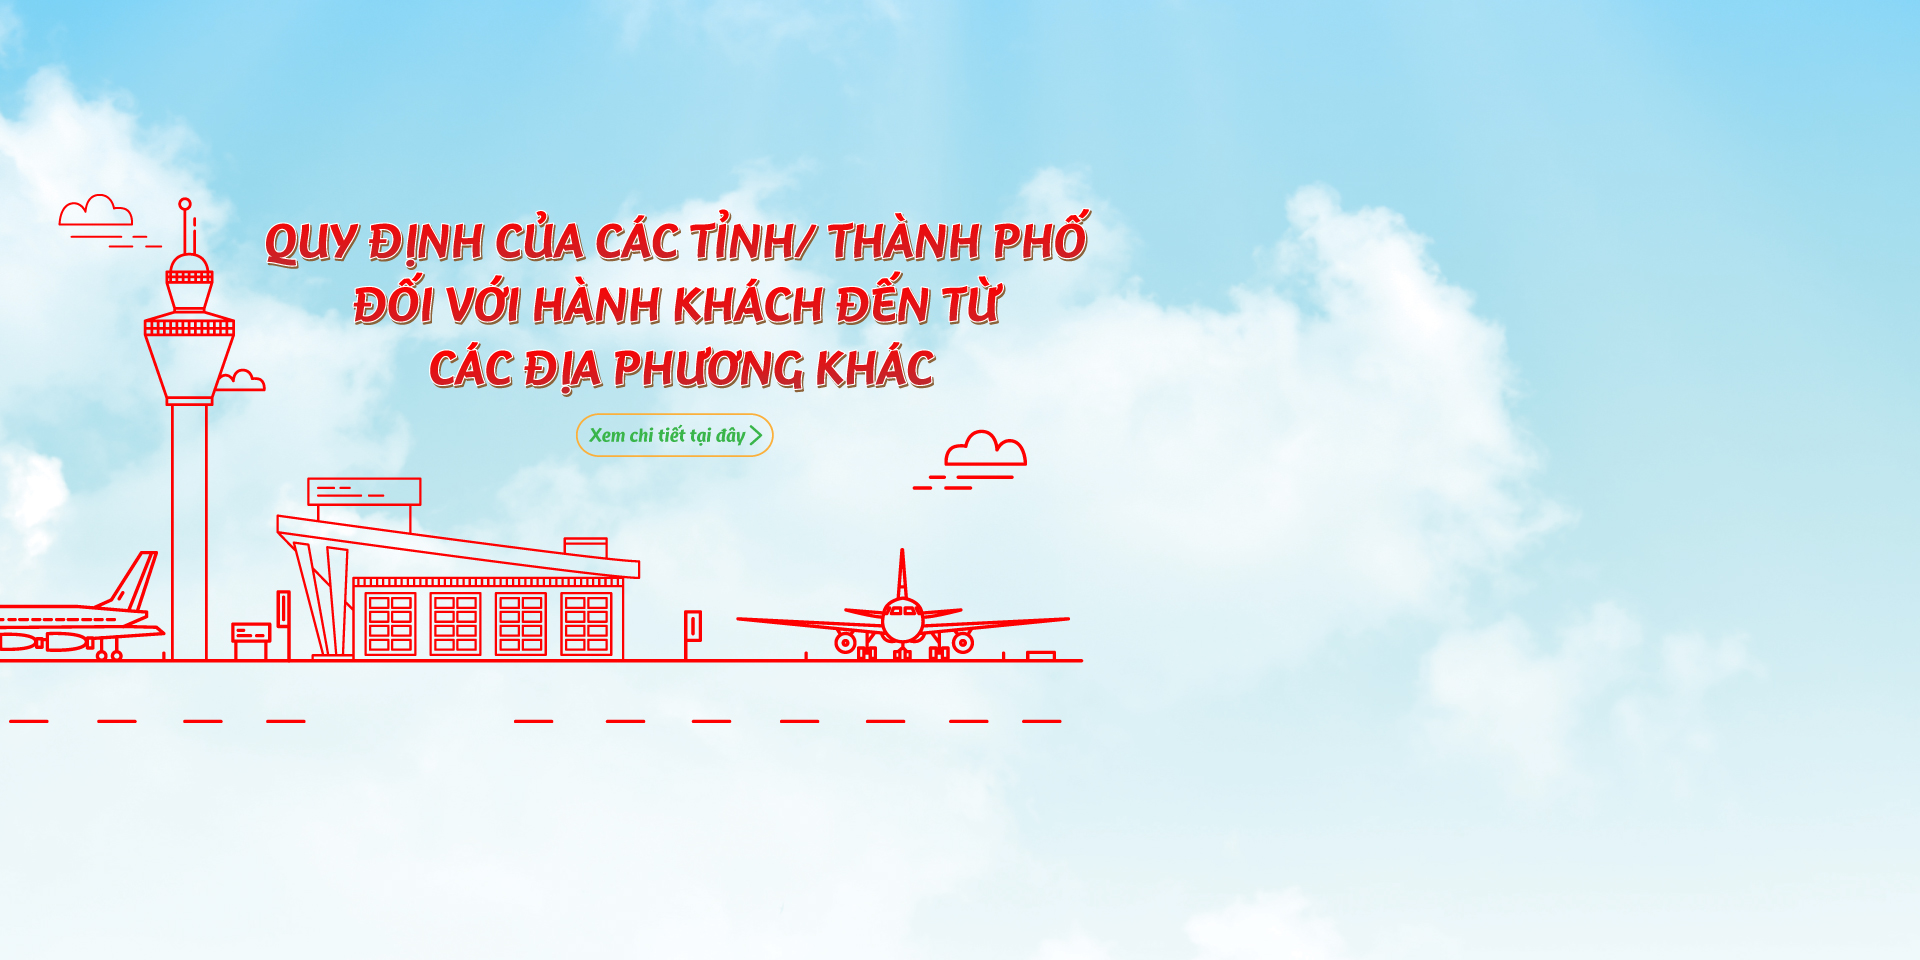 QUY ĐỊNH CỦA CÁC TỈNH/ THÀNH PHỐ
ĐỐI VỚI HÀNH KHÁCH ĐẾN TỪ
CÁC ĐỊA PHƯƠNG KHÁC
Xem chi tiết tại đây